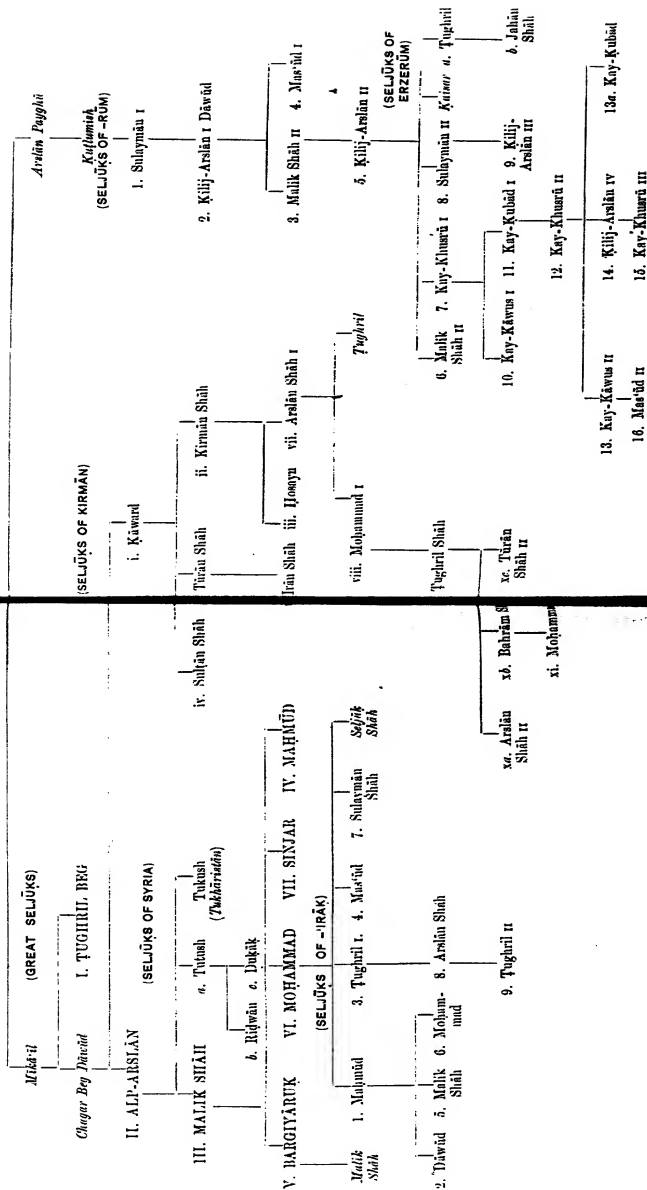 Mikā·il
(GREAT SELJŪḲS)
Arslān Payghū
Chagar Beg Dāwūd
I. ṬUGHRIL BEG
(SELJŪḲS OF KIRMĀN)
Ḳutlumish
(SELJŪḲS OF -RŪM)
II. ALP-ARSLĀN
i. Ḳāward
1. Sulaymān I
(SELJŪḲS OF SYRIA)
III. MALIK SHĀH
a. Tutush
Tukush
(Tukhāristān)
iv. Sulṭān Shāh
Tūrān Shāh
ii. Kirmān Shāh
2. Ḳilij-Arslān I Dāwūd
b. Riḍwān
c. Duḳāḳ
V. BARGIYĀRUḲ
VI. MOḤAMMAD
VII. SINJAR
IV. MAḤMŪD
Irān Shāh
iii. Ḥosayn
vii. Arslān Shāh I
3. Malik Shāh II
4. Mas‘ūd I
(SELJŪḲS OF -‘IRĀḲ)
Malik
Shāh
1. Maḥmūd
3. Ṭughril I.
4. Mas‘ūd
7. Sulaymān
Shāh
Seljūḳ
Shāh
viii. Moḥammad I
Ṭughril
5. Ḳilij-Arslān II
(SELJŪḲS OF
ERZERŪM)
2. Dāwūd
5. Malik
Shāh
6. Moḥam-
mad
8. Arslān Shāh
Ṭughril Shāh
6. Malik
Shāh II
7. Kay-Khusrū I
8. Sulaymān II
Ḳaisar
a. Ṭughril
9. Ṭughril II
xa. Arslān
Shāh II
xb. Bahrām
xc. Tūrān
Shāh II
10. Kay-Kāwus I
11. Kay-Ḳubād I
9. Ḳilij-
Arslān III
b. Jahān
Shāh
xi. Moḥamm
12. Kay-Khusrū II
13. Kay-Kāwus II
14. Ḳilij-Arslān IV
13a. Kay-Ḳubād
16. Mas‘ūd II
15. Kay-Khusrū III